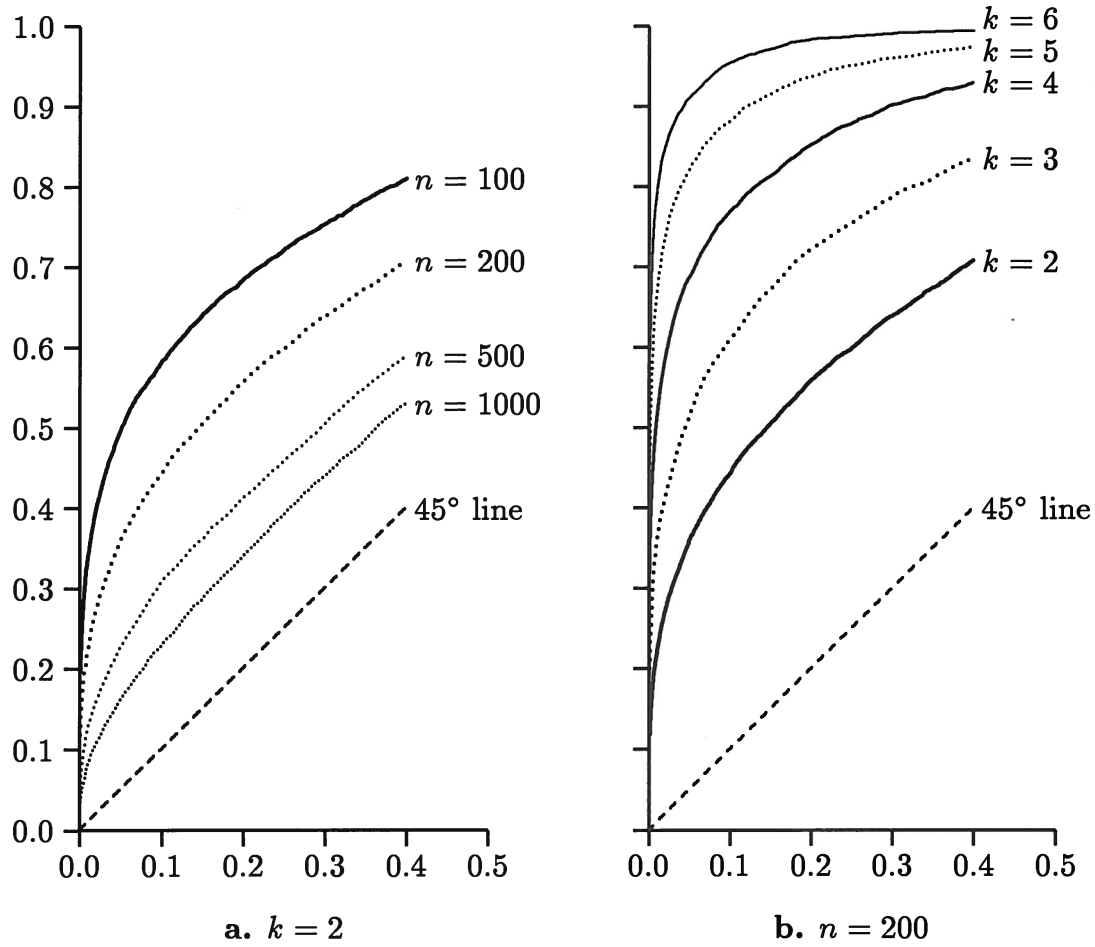 1.0
0.9
0.8
0.7
0.6
0.5
0.4
0.3
0.2
0.1
0.0
n = 100
n = 200
n = 500
n = 1000
45° line
0.0 0.1 0.2 0.3 0.4 0.5
a. k = 2
k = 6
k = 5
k = 4
k = 3
k = 2
45° line
0.0 0.1 0.2 0.3 0.4 0.5
b. n = 200